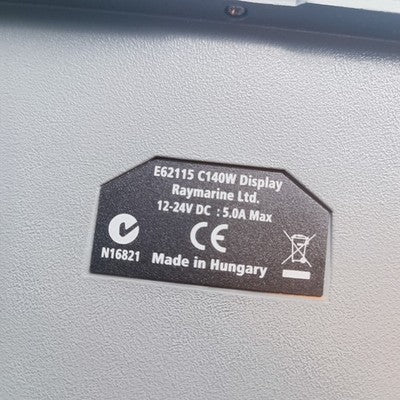 E62115 C140W Display
Raymarine Ltd.
12-24V DC : 5.0A Max
CE
N16821
Made in Hungary